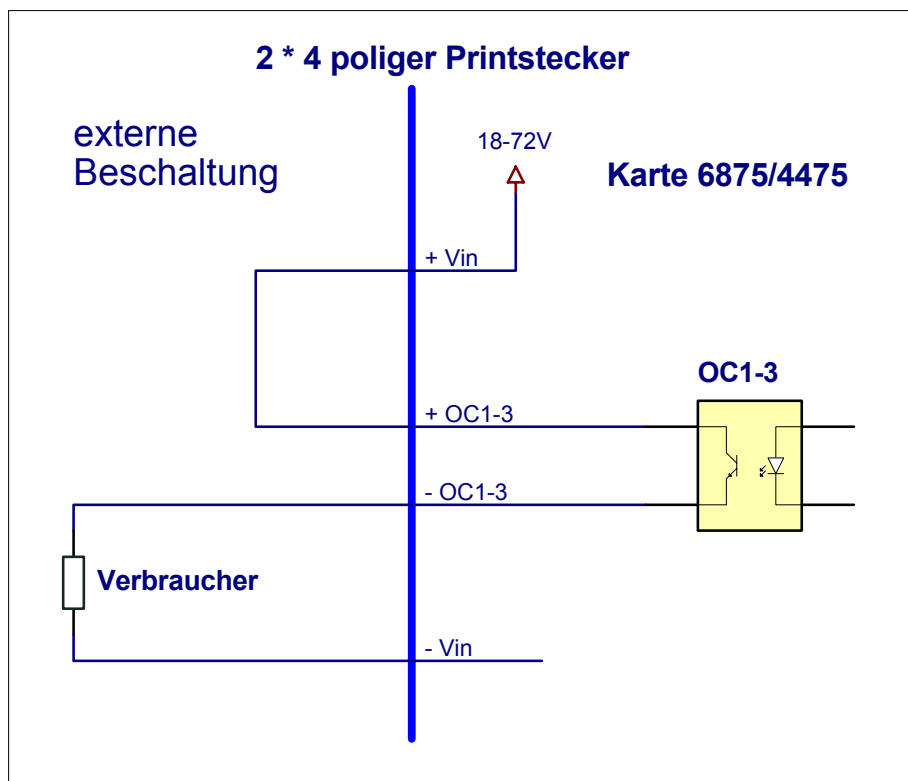 2 * 4 poliger Printstecker
externe
Beschaltung
18-72V
Karte 6875/4475
+ Vin
OC1-3
+ OC1-3
- OC1-3
Verbraucher
- Vin